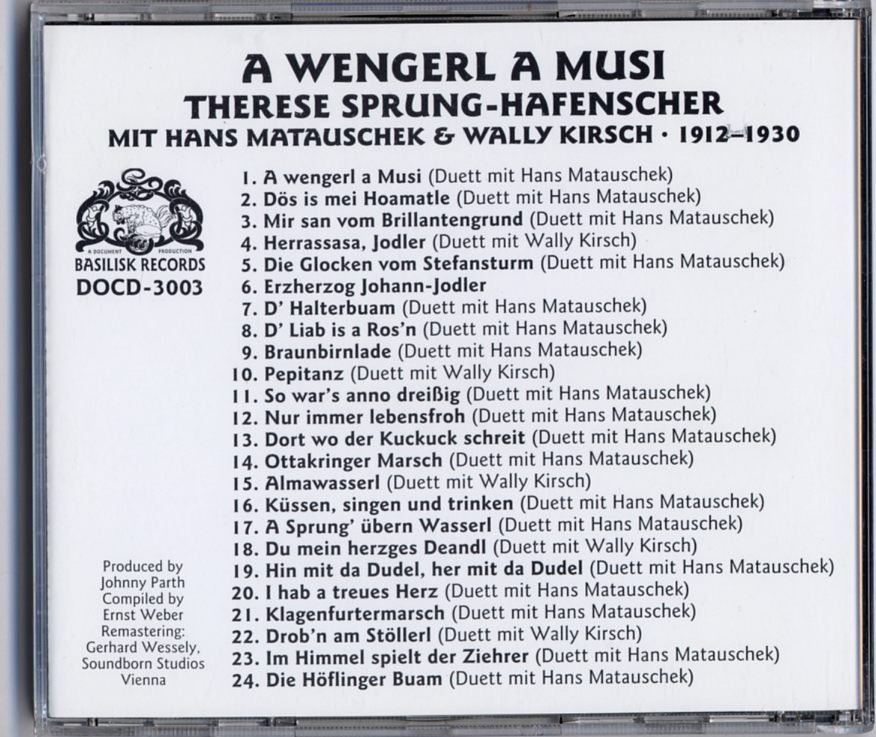 A WENGERL A MUSI
THERESE SPRUNG-HAFENSCHER
MIT HANS MATAUSCHEK & WALLY KIRSCH · 1912–1930
A DOCUMENT PRODUCTION
BASILISK RECORDS
DOCD-3003
1. A wengerl a Musi (Duett mit Hans Matauschek)
2. Dös is mei Hoamatle (Duett mit Hans Matauschek)
3. Mir san vom Brillantengrund (Duett mit Hans Matauschek)
4. Herrassasa, Jodler (Duett mit Wally Kirsch)
5. Die Glocken vom Stefansturm (Duett mit Hans Matauschek)
6. Erzherzog Johann-Jodler
7. D' Halterbuam (Duett mit Hans Matauschek)
8. D' Liab is a Ros'n (Duett mit Hans Matauschek)
9. Braunbirnlade (Duett mit Hans Matauschek)
10. Pepitanz (Duett mit Wally Kirsch)
11. So war's anno dreißig (Duett mit Hans Matauschek)
12. Nur immer lebensfroh (Duett mit Hans Matauschek)
13. Dort wo der Kuckuck schreit (Duett mit Hans Matauschek)
14. Ottakringer Marsch (Duett mit Hans Matauschek)
15. Almawasserl (Duett mit Wally Kirsch)
16. Küssen, singen und trinken (Duett mit Hans Matauschek)
17. A Sprung' übern Wasserl (Duett mit Hans Matauschek)
18. Du mein herzges Deandl (Duett mit Wally Kirsch)
19. Hin mit da Dudel, her mit da Dudel (Duett mit Hans Matauschek)
20. I hab a treues Herz (Duett mit Hans Matauschek)
21. Klagenfurtermarsch (Duett mit Hans Matauschek)
22. Drob'n am Stöllerl (Duett mit Wally Kirsch)
23. Im Himmel spielt der Ziehrer (Duett mit Hans Matauschek)
24. Die Höflinger Buam (Duett mit Hans Matauschek)
Produced by
Johnny Parth
Compiled by
Ernst Weber
Remastering:
Gerhard Wessely,
Soundborn Studios
Vienna